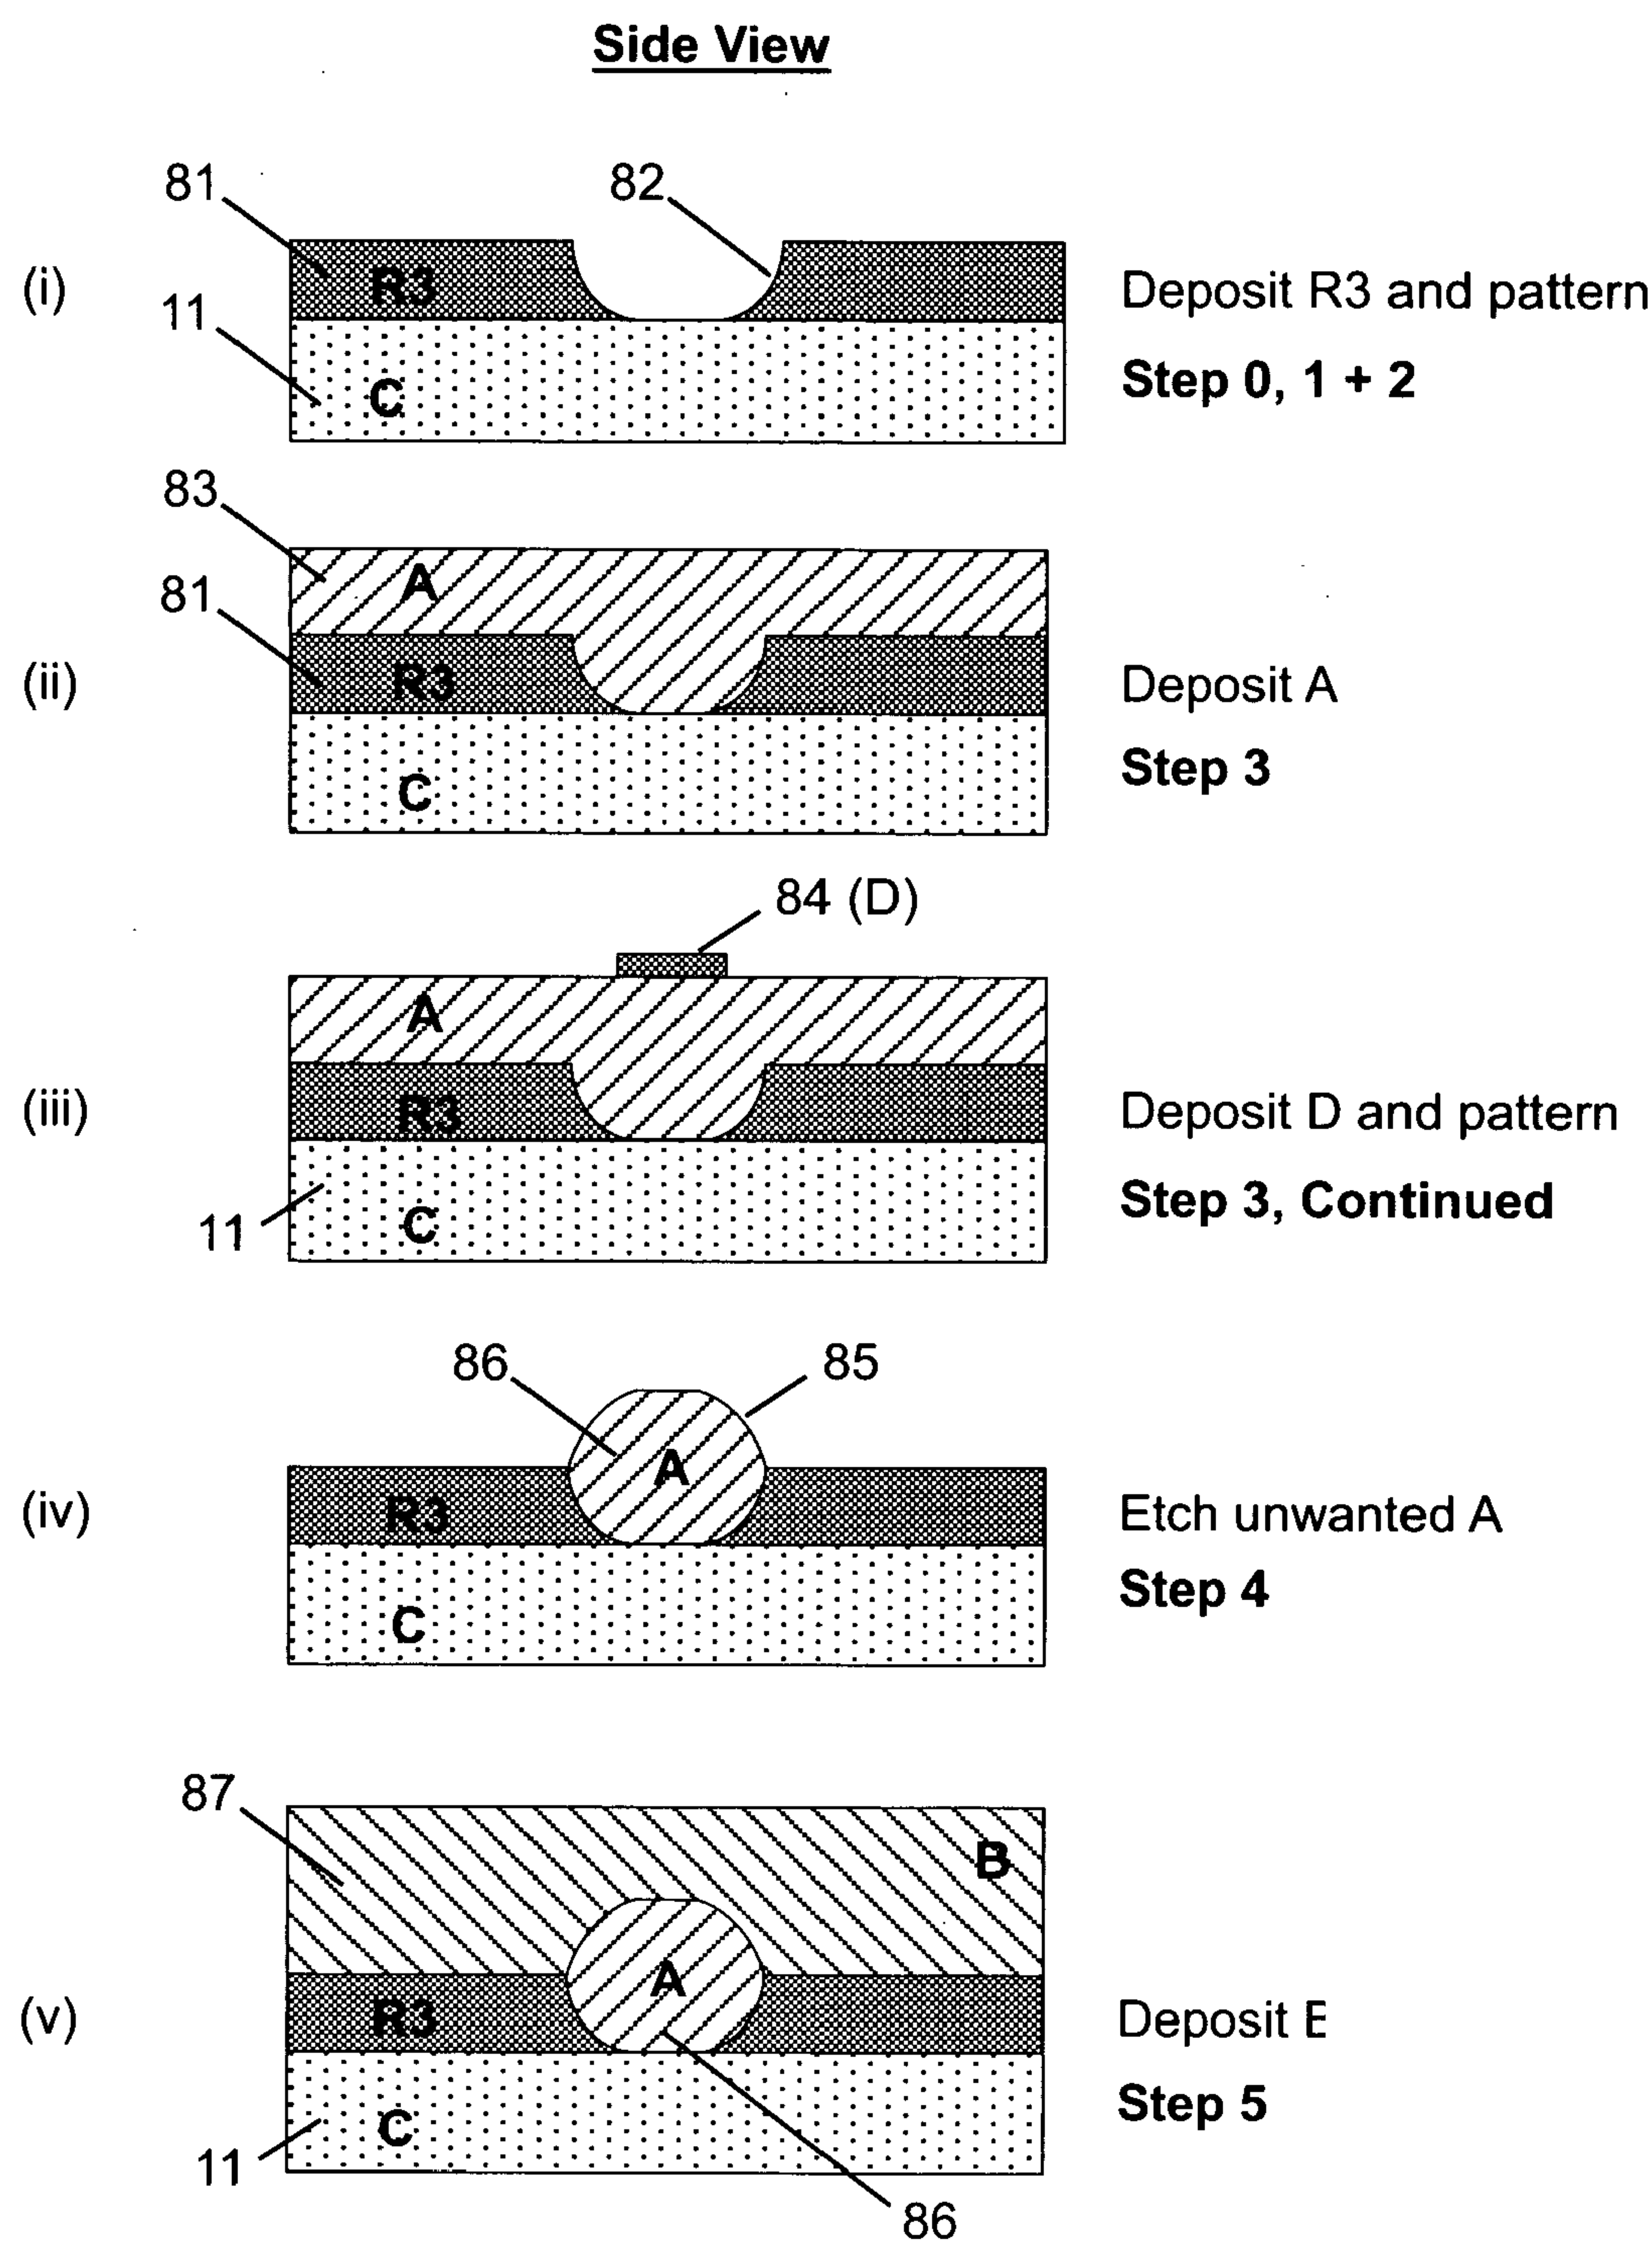 Side View
81
82
(i)
R3
11
C
Deposit R3 and pattern
Step 0, 1 + 2
83
A
81
(ii)
R3
C
Deposit A
Step 3
84 (D)
A
(iii)
R3
11
C
Deposit D and pattern
Step 3, Continued
86
85
A
(iv)
R3
C
Etch unwanted A
Step 4
87
B
A
(v)
R3
11
C
86
Deposit E
Step 5